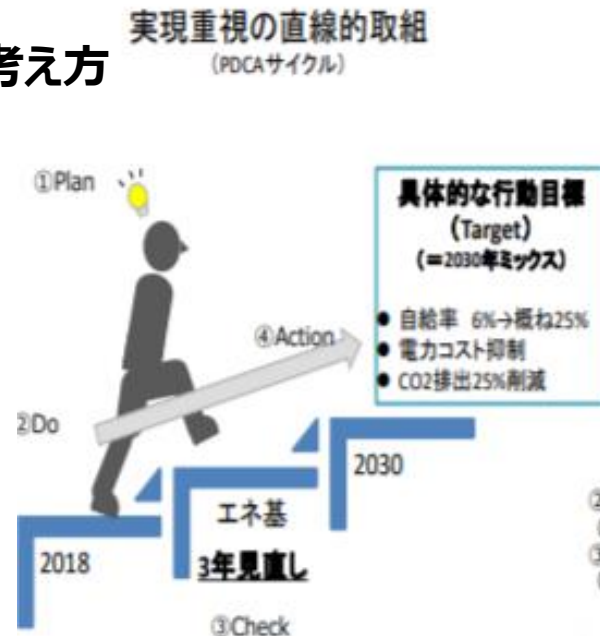 実現重視の直線的取組
(PDCAサイクル)
考え方
①Plan
具体的な行動目標
(Target)
(=2030年ミックス)
● 自給率 6%→概ね25%
● 電力コスト抑制
● CO2排出25%削減
④Action
②Do
2030
エネ基
2018
3年見直し
③Check
②
③